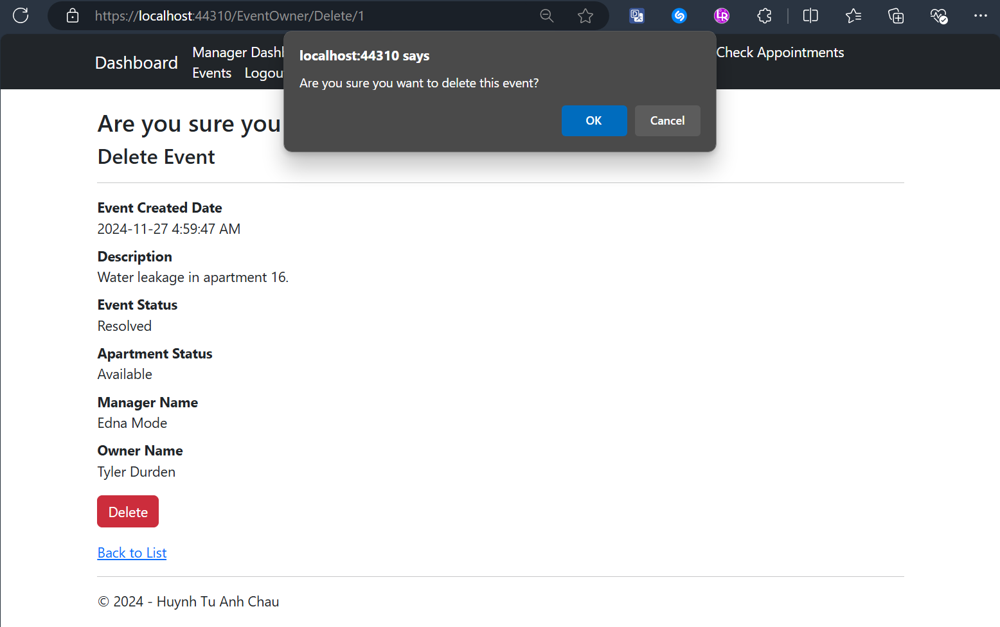 https://localhost:44310/EventOwner/Delete/1
localhost:44310 says
Are you sure you want to delete this event?
OK Cancel
Dashboard Manager Check Appointments
Events
Are you sure you
Delete Event
Event Created Date
2024-11-27 4:59:47 AM
Description
Water leakage in apartment 16.
Event Status
Resolved
Apartment Status
Available
Manager Name
Edna Mode
Owner Name
Tyler Durden
Delete
Back to List
© 2024 - Huynh Tu Anh Chau